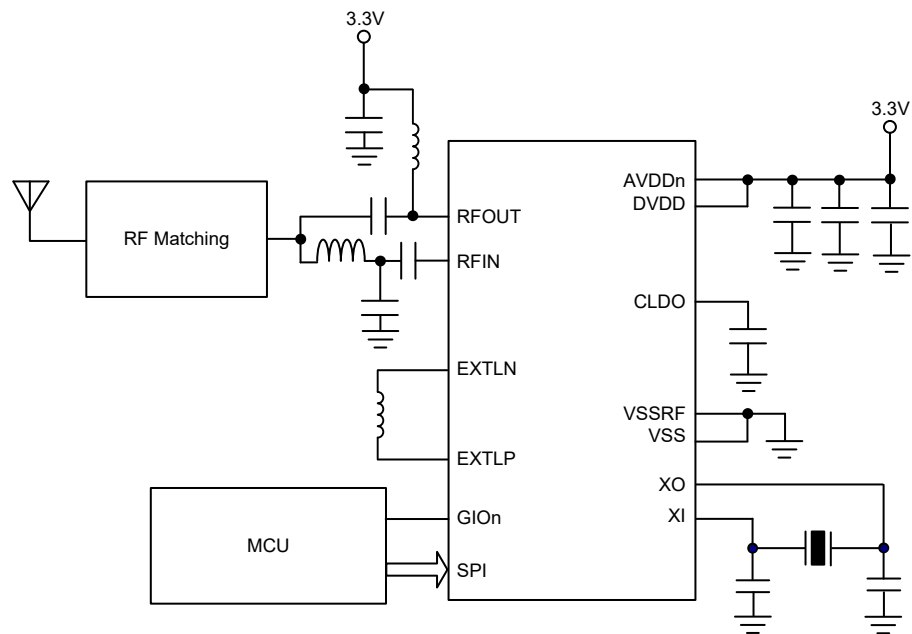 3.3V
3.3V
AVDDn
DVDD
RFOUT
RF Matching
RFIN
CLDO
EXTLN
VSSRF
VSS
EXTLP
XO
XI
GIOn
MCU
SPI